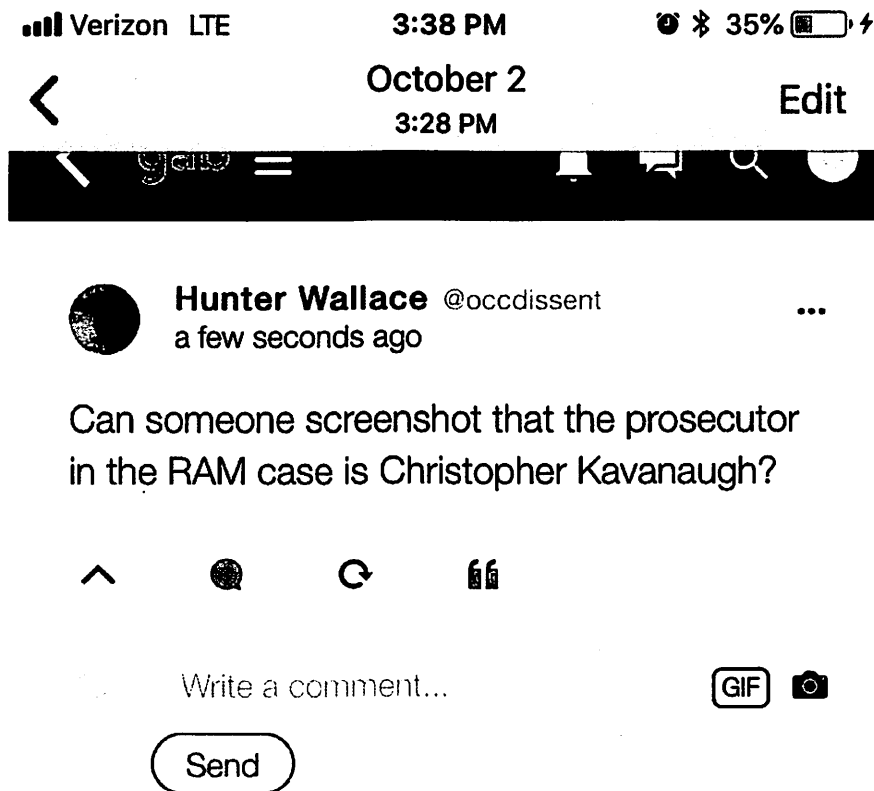 Verizon LTE 3:38 PM 35%
October 2
Edit
3:28 PM
gab
Hunter Wallace @occdissent
a few seconds ago
Can someone screenshot that the prosecutor
in the RAM case is Christopher Kavanaugh?
Write a comment...
GIF
Send